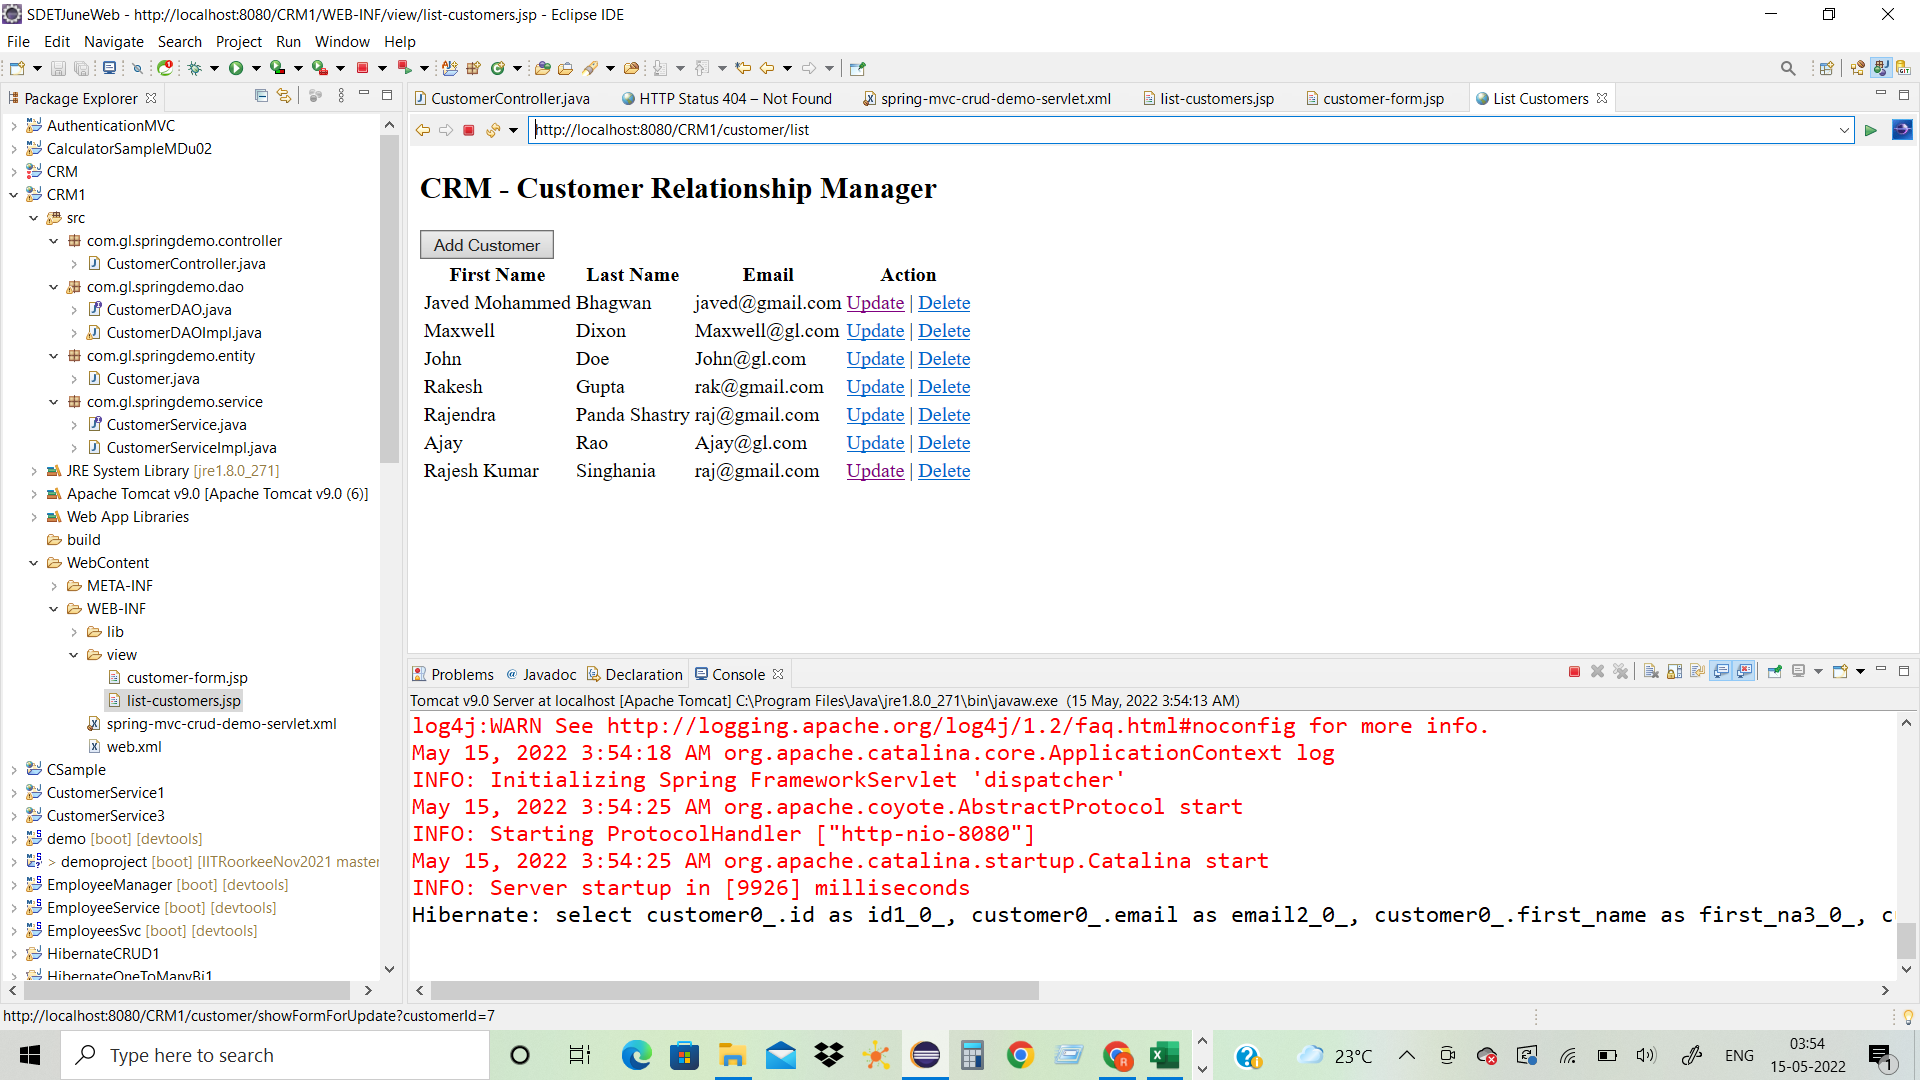 SDETJuneWeb - http://localhost:8080/CRM1/WEB-INF/view/list-customers.jsp - Eclipse IDE
File Edit Navigate Search Project Run Window Help
Package Explorer
AuthenticationMVC
CalculatorSampleMDu02
CRM
CRM1
src
com.gl.springdemo.controller
CustomerController.java
com.gl.springdemo.dao
CustomerDAO.java
CustomerDAOImpl.java
com.gl.springdemo.entity
Customer.java
com.gl.springdemo.service
CustomerService.java
CustomerServiceImpl.java
JRE System Library [jre1.8.0_271]
Apache Tomcat v9.0 [Apache Tomcat v9.0 (6)]
Web App Libraries
build
WebContent
META-INF
WEB-INF
lib
view
customer-form.jsp
list-customers.jsp
spring-mvc-crud-demo-servlet.xml
web.xml
CSample
CustomerService1
CustomerService3
demo [boot] [devtools]
> demoproject [boot] [IITRoorkeeNov2021 master
EmployeeManager [boot] [devtools]
EmployeeService [boot] [devtools]
EmployeesSvc [boot] [devtools]
HibernateCRUD1
HibernateOneToManyBi1
CustomerController.java HTTP Status 404 – Not Found spring-mvc-crud-demo-servlet.xml list-customers.jsp customer-form.jsp List Customers
http://localhost:8080/CRM1/customer/list
CRM - Customer Relationship Manager
Add Customer
First Name Last Name Email Action
Javed Mohammed Bhagwan javed@gmail.com Update | Delete
Maxwell Dixon Maxwell@gl.com Update | Delete
John Doe John@gl.com Update | Delete
Rakesh Gupta rak@gmail.com Update | Delete
Rajendra Panda Shastry raj@gmail.com Update | Delete
Ajay Rao Ajay@gl.com Update | Delete
Rajesh Kumar Singhania raj@gmail.com Update | Delete
Problems Javadoc Declaration Console
Tomcat v9.0 Server at localhost [Apache Tomcat] C:\Program Files\Java\jre1.8.0_271\bin\javaw.exe (15 May, 2022 3:54:13 AM)
log4j:WARN See http://logging.apache.org/log4j/1.2/faq.html#noconfig for more info.
May 15, 2022 3:54:18 AM org.apache.catalina.core.ApplicationContext log
INFO: Initializing Spring FrameworkServlet 'dispatcher'
May 15, 2022 3:54:25 AM org.apache.coyote.AbstractProtocol start
INFO: Starting ProtocolHandler ["http-nio-8080"]
May 15, 2022 3:54:25 AM org.apache.catalina.startup.Catalina start
INFO: Server startup in [9926] milliseconds
Hibernate: select customer0_.id as id1_0_, customer0_.email as email2_0_, customer0_.first_name as first_na3_0_, c
http://localhost:8080/CRM1/customer/showFormForUpdate?customerId=7
Type here to search
23°C
ENG
03:54
15-05-2022
1